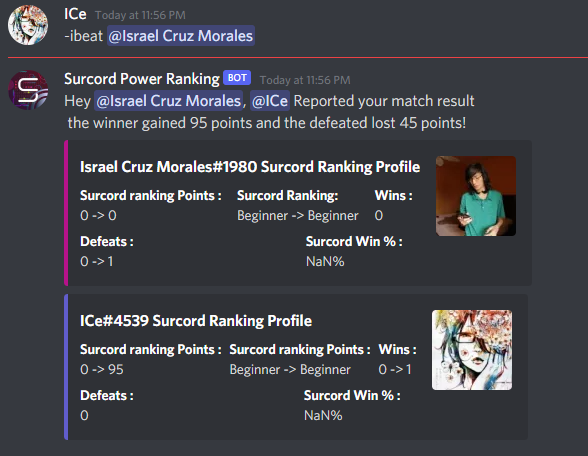 ICe Today at 11:56 PM
-ibeat @Israel Cruz Morales
Surcord Power Ranking BOT Today at 11:56 PM
Hey @Israel Cruz Morales, @ICe Reported your match result
the winner gained 95 points and the defeated lost 45 points!
Israel Cruz Morales#1980 Surcord Ranking Profile
Surcord ranking Points : Surcord Ranking: Wins :
0 -> 0 Beginner -> Beginner 0
Defeats : Surcord Win % :
0 -> 1 NaN%
ICe#4539 Surcord Ranking Profile
Surcord ranking Points : Surcord ranking Points : Wins :
0 -> 95 Beginner -> Beginner 0 -> 1
Defeats : Surcord Win % :
0 NaN%